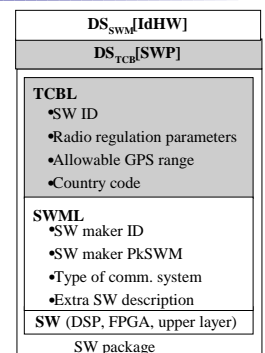 DS_SWM[IdHW]
DS_TCB[SWP]
TCBL
•SW ID
•Radio regulation parameters
•Allowable GPS range
•Country code
SWML
•SW maker ID
•SW maker PkSWM
•Type of comm. system
•Extra SW description
SW (DSP, FPGA, upper layer)
SW package